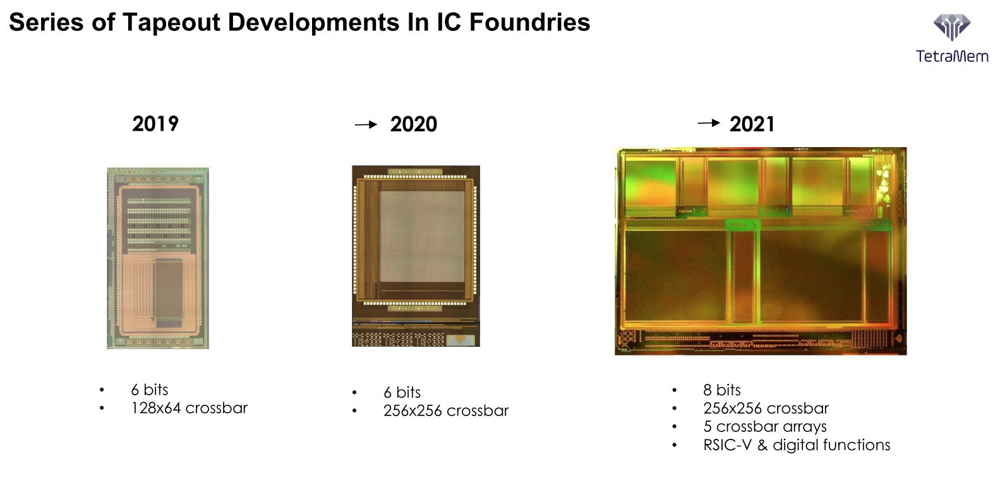 Series of Tapeout Developments In IC Foundries
TetraMem
2019
→ 2020
→ 2021
• 6 bits
• 128x64 crossbar
• 6 bits
• 256x256 crossbar
• 8 bits
• 256x256 crossbar
• 5 crossbar arrays
• RSIC-V & digital functions